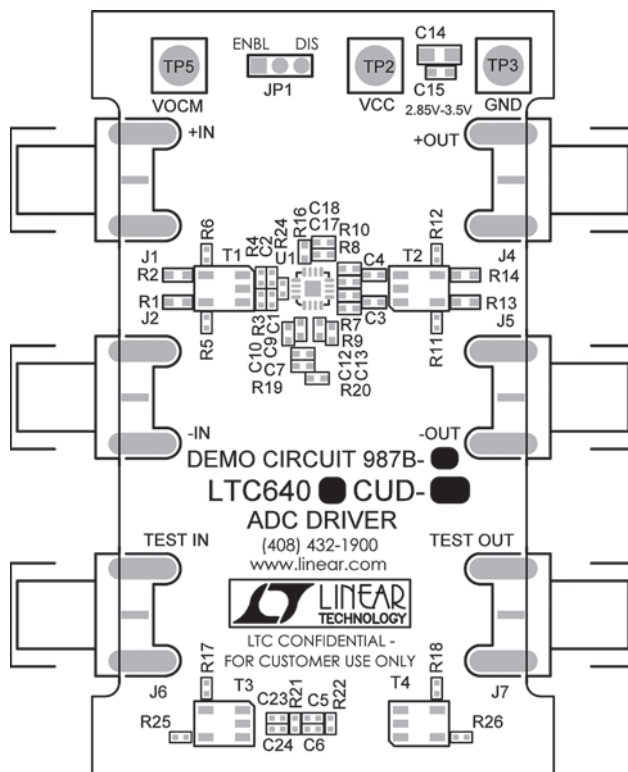 ENBL DIS
C14
TP5
TP2
TP3
JP1
C15
VOCM
VCC
2.85V-3.5V
GND
+IN
+OUT
R6
R4
C2
R24
R16
C18
C17
R10
R8
R12
J1
T1
U1
C4
T2
J4
R2
R14
R1
R13
J2
R3
C1
C3
J5
R5
R7
R9
R11
C10
C9
C7
C12
C13
R19
R20
-IN
-OUT
DEMO CIRCUIT 987B-
LTC640 CUD-
ADC DRIVER
TEST IN
TEST OUT
(408) 432-1900
www.linear.com
LINEAR
TECHNOLOGY
LTC CONFIDENTIAL -
FOR CUSTOMER USE ONLY
R17
R18
J6
T3
C23
R21
C5
R22
T4
J7
R25
C24
C6
R26